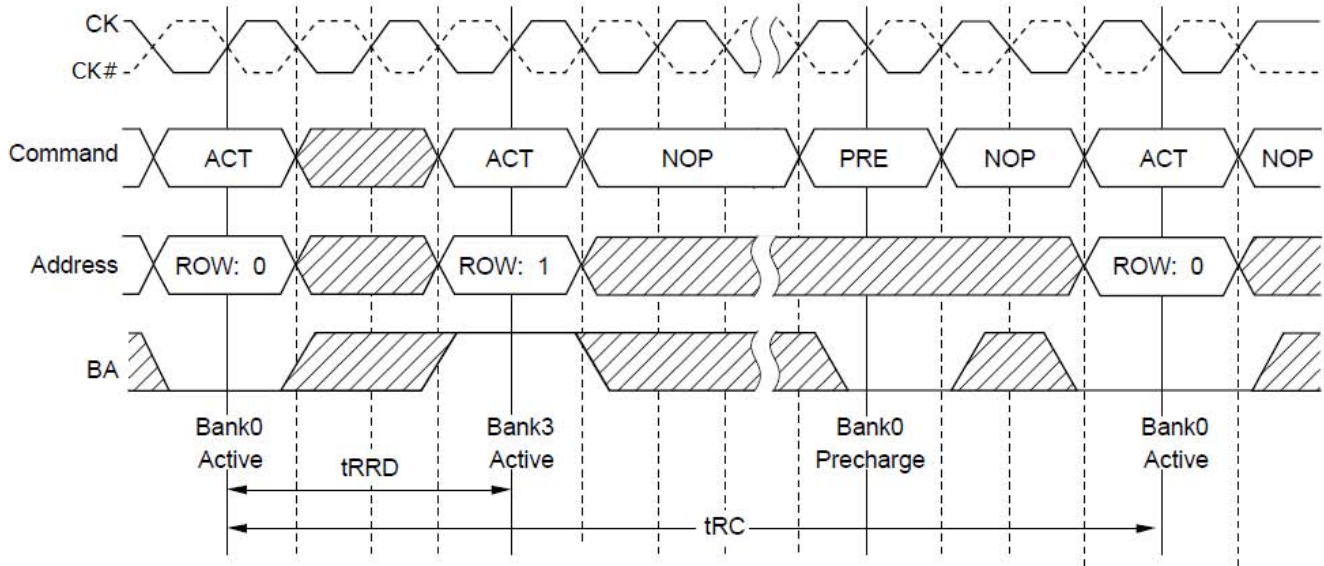 CK
CK#
Command ACT ACT NOP PRE NOP ACT NOP
Address ROW: 0 ROW: 1 ROW: 0
BA
Bank0 Bank3 Bank0 Bank0
Active Active Precharge Active
tRRD
tRC